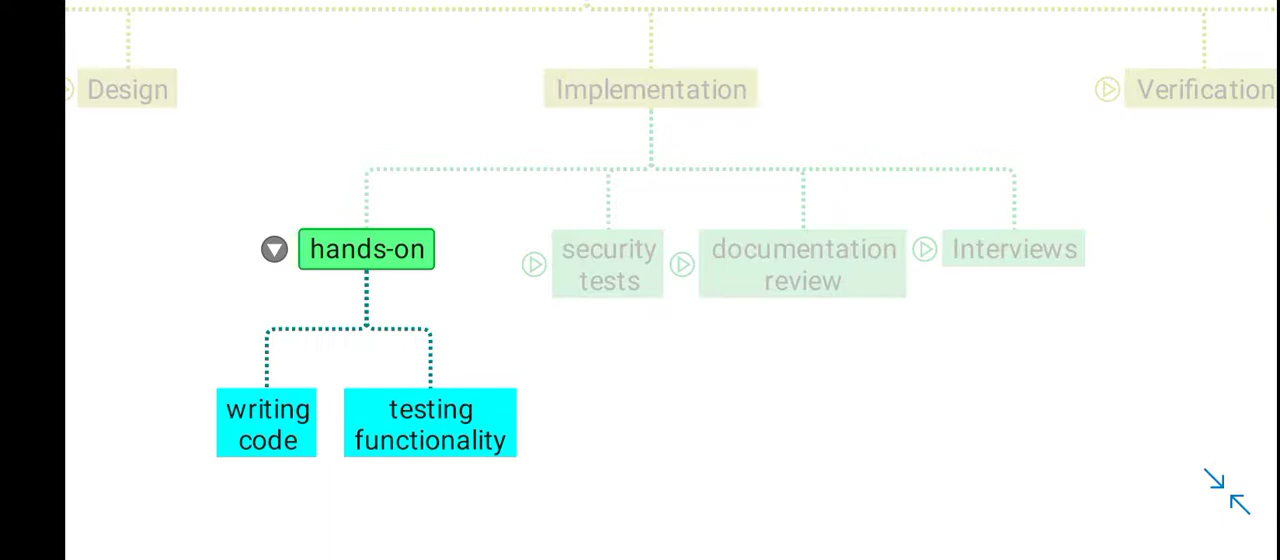 Design
Implementation
Verification
hands-on
security
tests
documentation
review
Interviews
writing
code
testing
functionality